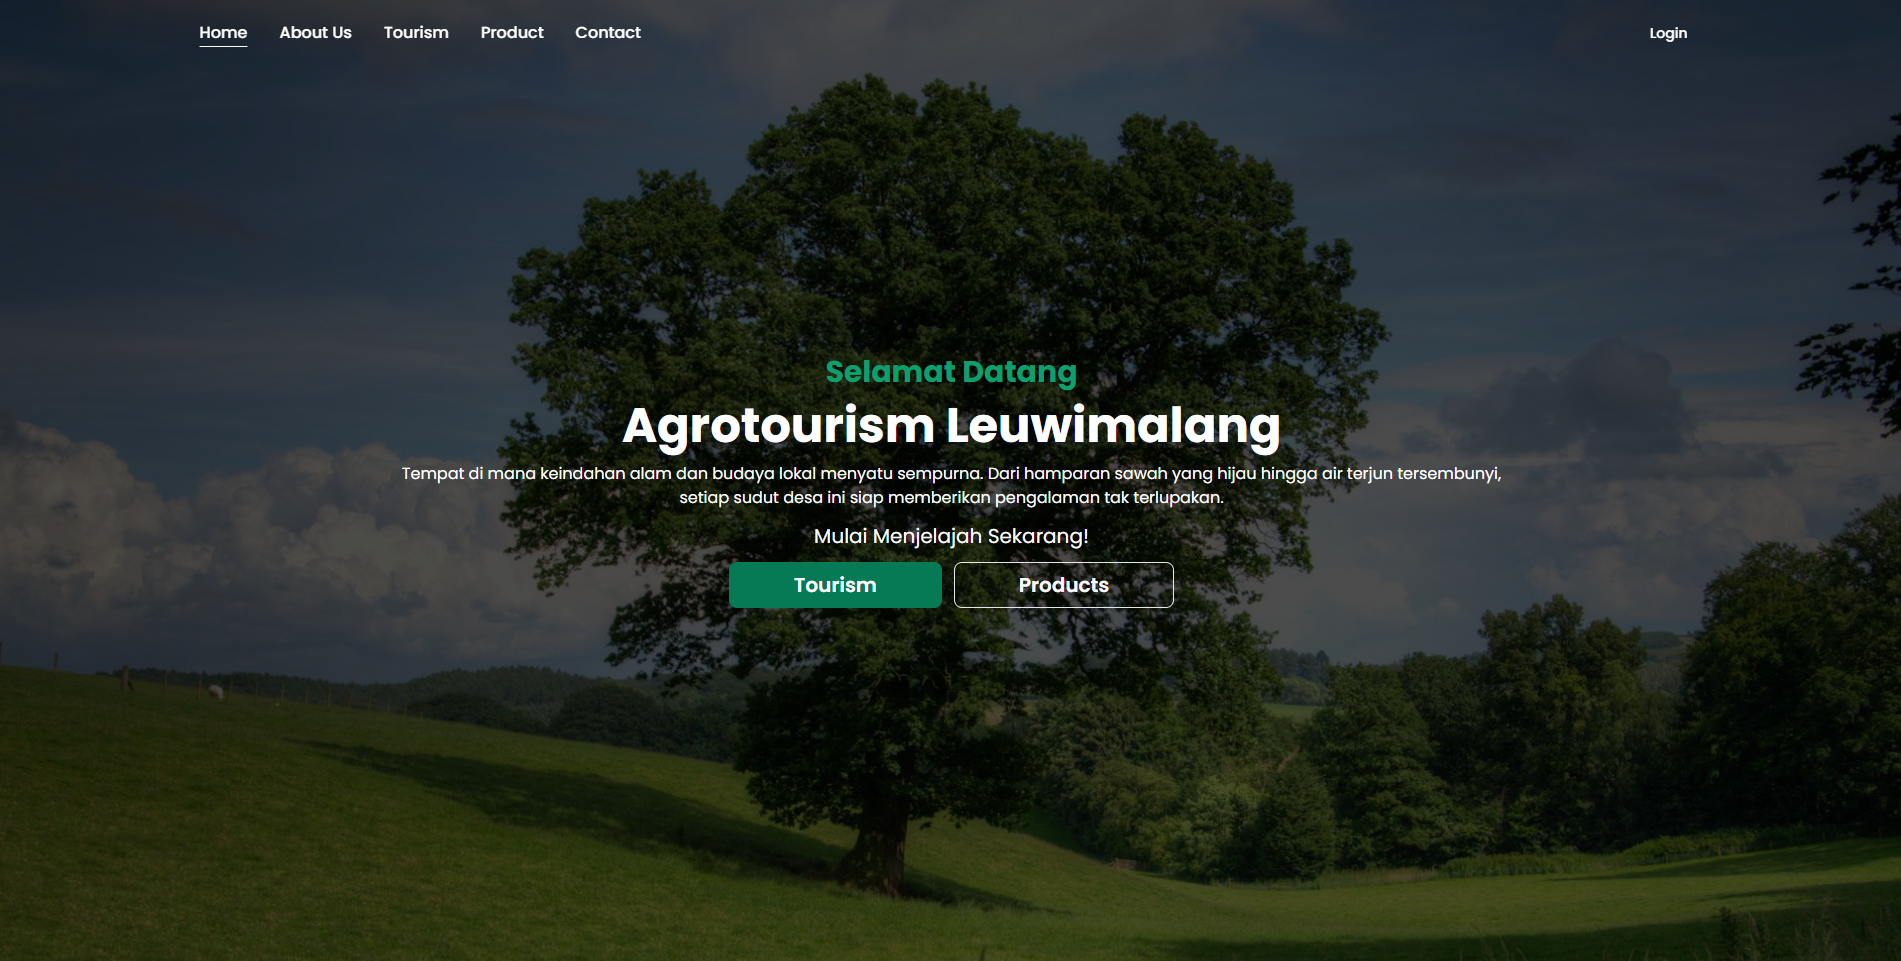 Home About Us Tourism Product Contact Login
Selamat Datang
Agrotourism Leuwimalang
Tempat di mana keindahan alam dan budaya lokal menyatu sempurna. Dari hamparan sawah yang hijau hingga air terjun tersembunyi,
setiap sudut desa ini siap memberikan pengalaman tak terlupakan.
Mulai Menjelajah Sekarang!
Tourism Products